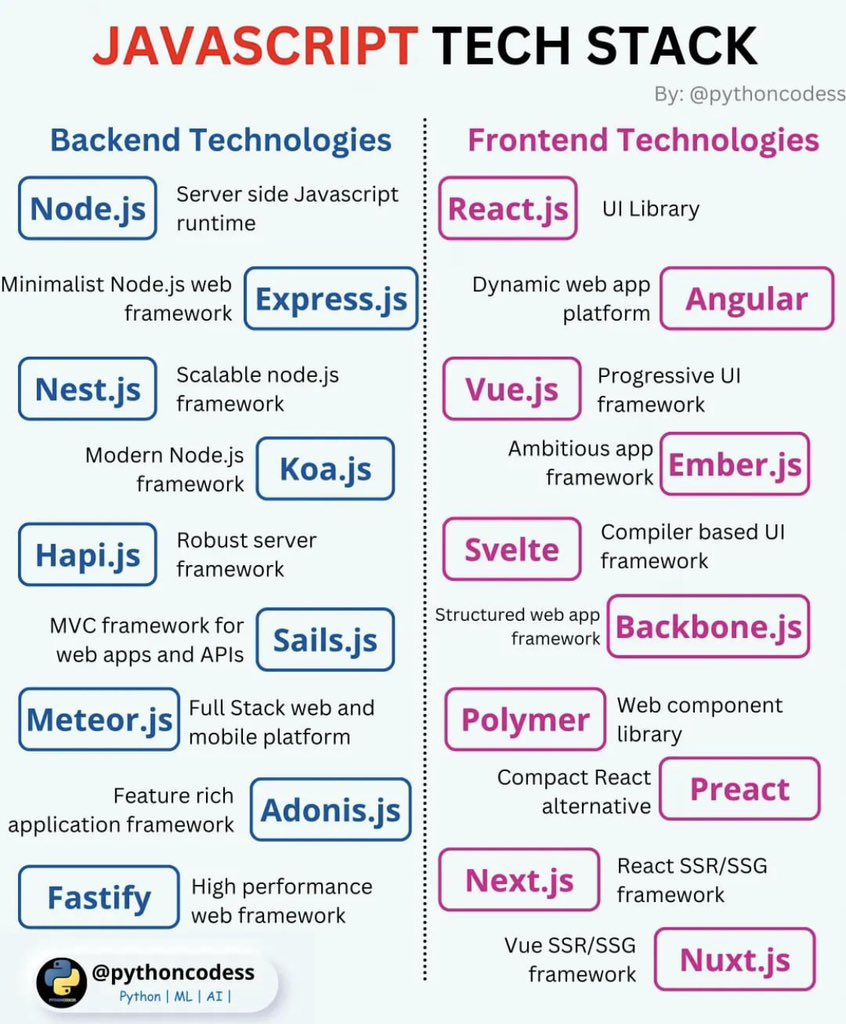 JAVASCRIPT TECH STACK
By: @pythoncodess
Backend Technologies
Node.js
Server side Javascript
runtime
Minimalist Node.js web
framework
Express.js
Nest.js
Scalable node.js
framework
Modern Node.js
framework
Koa.js
Hapi.js
Robust server
framework
MVC framework for
web apps and APIs
Sails.js
Meteor.js
Full Stack web and
mobile platform
Feature rich
application framework
Adonis.js
Fastify
High performance
web framework
Frontend Technologies
React.js
UI Library
Dynamic web app
platform
Angular
Vue.js
Progressive UI
framework
Ambitious app
framework
Ember.js
Svelte
Compiler based UI
framework
Structured web app
framework
Backbone.js
Polymer
Web component
library
Compact React
alternative
Preact
Next.js
React SSR/SSG
framework
Vue SSR/SSG
framework
Nuxt.js
@pythoncodess
Python | ML | AI |